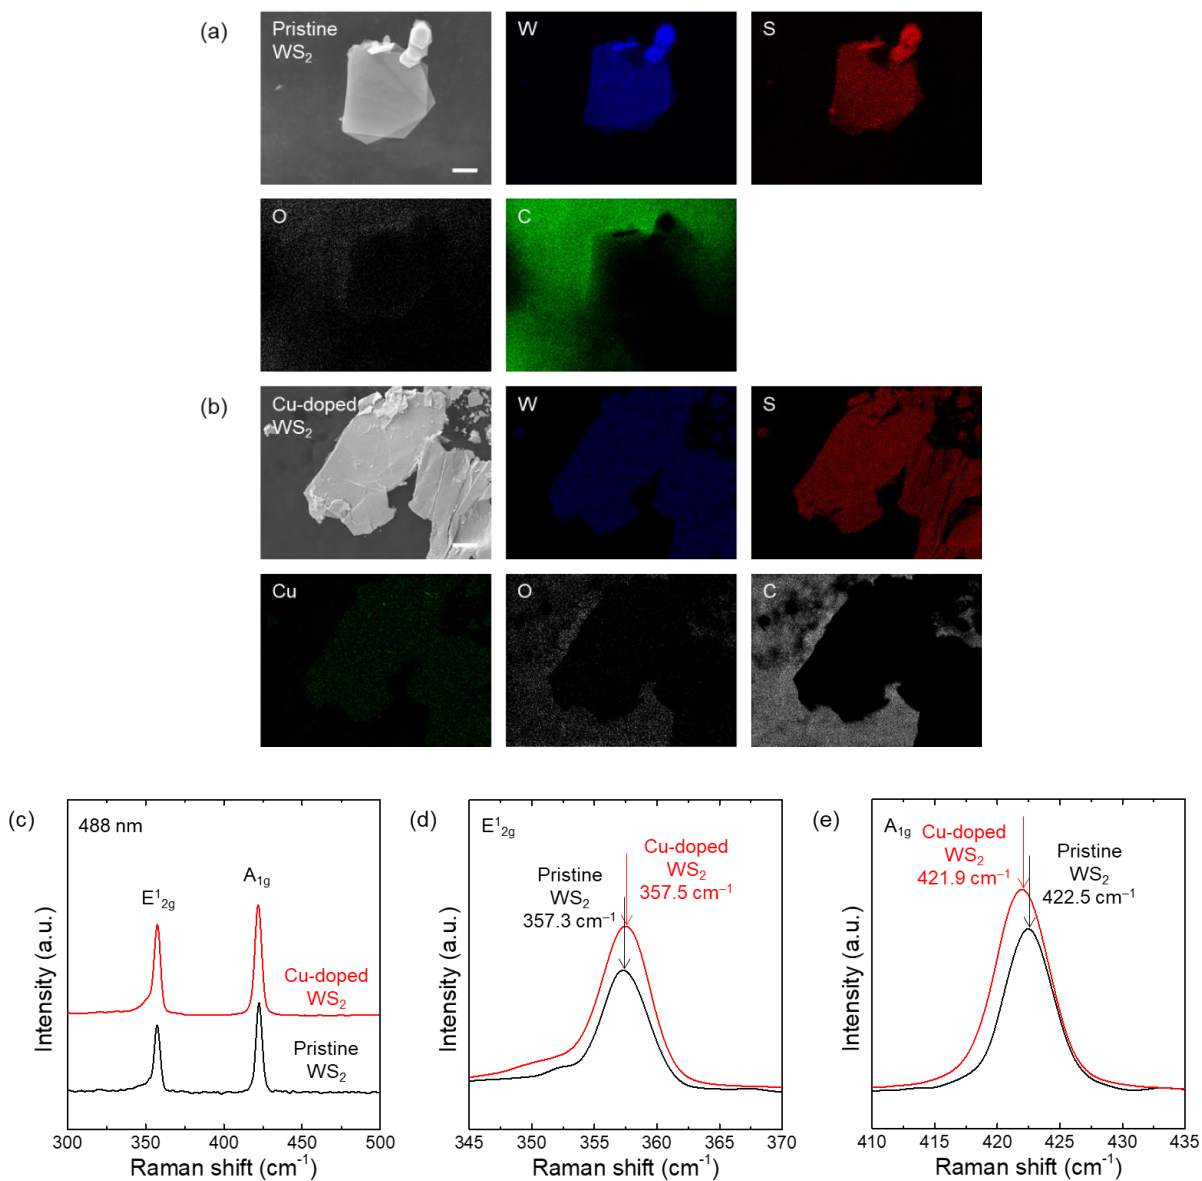 (a)
Pristine
WS₂
W
S
O
C
(b)
Cu-doped
WS₂
W
S
Cu
O
C
(c)
488 nm
E¹₂g
A₁g
Cu-doped
WS₂
Pristine
WS₂
Intensity (a.u.)
300 350 400 450 500
Raman shift (cm⁻¹)
(d)
E¹₂g
Cu-doped
WS₂
357.5 cm⁻¹
Pristine
WS₂
357.3 cm⁻¹
Intensity (a.u.)
345 350 355 360 365 370
Raman shift (cm⁻¹)
(e)
A₁g
Cu-doped
WS₂
421.9 cm⁻¹
Pristine
WS₂
422.5 cm⁻¹
Intensity (a.u.)
410 415 420 425 430 435
Raman shift (cm⁻¹)